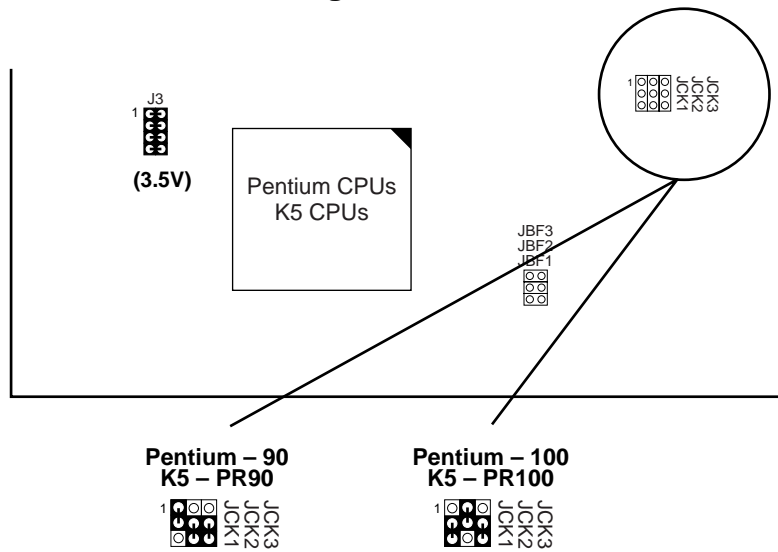 J3
1
(3.5V)
Pentium CPUs
K5 CPUs
1
JCK3
JCK2
JCK1
JBF3
JBF2
JBF1
Pentium – 90
K5 – PR90
1
JCK3
JCK2
JCK1
Pentium – 100
K5 – PR100
1
JCK3
JCK2
JCK1